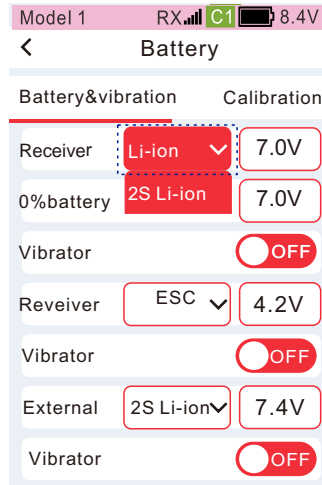 Model 1 RX C1 8.4V
Battery
Battery&vibration Calibration
Receiver Li-ion 7.0V
0%battery 2S Li-ion 7.0V
Vibrator OFF
Reveiver ESC 4.2V
Vibrator OFF
External 2S Li-ion 7.4V
Vibrator OFF